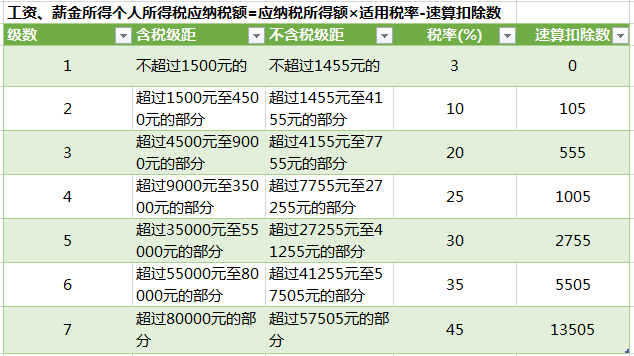 工资、薪金所得个人所得税应纳税额=应纳税所得额×适用税率-速算扣除数
级数 含税级距 不含税级距 税率(%) 速算扣除数
1 不超过1500元的 不超过1455元的 3 0
超过1500元至450 超过1455元至41
2 0元的部分 55元的部分 10 105
超过4500元至900 超过4155元至77
3 0元的部分 55元的部分 20 555
超过9000元至350 超过7755元至27
4 00元的部分 255元的部分 25 1005
超过35000元至55 超过27255元至4
5 000元的部分 1255元的部分 30 2755
超过55000元至80 超过41255元至5
6 000元的部分 7505元的部分 35 5505
超过80000元的部 超过57505元的部
7 分 分 45 13505